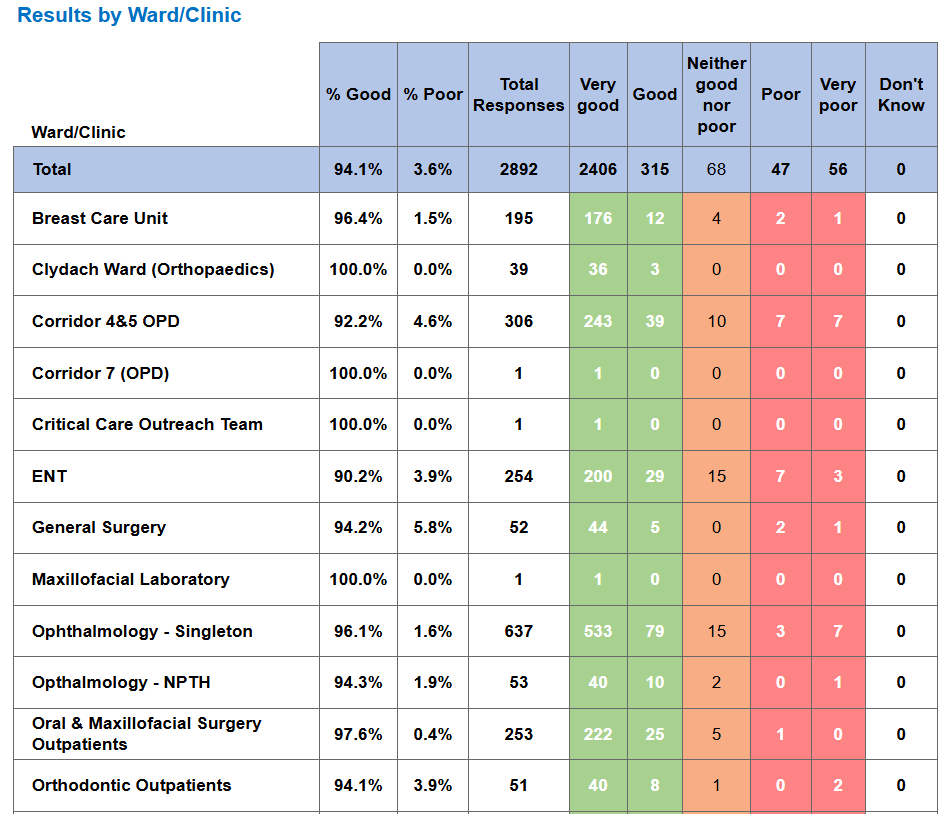 Results by Ward/Clinic
Ward/Clinic % Good % Poor Total Responses Very good Good Neither good nor poor Poor Very poor Don't Know
Total 94.1% 3.6% 2892 2406 315 68 47 56 0
Breast Care Unit 96.4% 1.5% 195 176 12 4 2 1 0
Clydach Ward (Orthopaedics) 100.0% 0.0% 39 36 3 0 0 0 0
Corridor 4&5 OPD 92.2% 4.6% 306 243 39 10 7 7 0
Corridor 7 (OPD) 100.0% 0.0% 1 1 0 0 0 0 0
Critical Care Outreach Team 100.0% 0.0% 1 1 0 0 0 0 0
ENT 90.2% 3.9% 254 200 29 15 7 3 0
General Surgery 94.2% 5.8% 52 44 5 0 2 1 0
Maxillofacial Laboratory 100.0% 0.0% 1 1 0 0 0 0 0
Ophthalmology - Singleton 96.1% 1.6% 637 533 79 15 3 7 0
Opthalmology - NPTH 94.3% 1.9% 53 40 10 2 0 1 0
Oral & Maxillofacial Surgery
Outpatients 97.6% 0.4% 253 222 25 5 1 0 0
Orthodontic Outpatients 94.1% 3.9% 51 40 8 1 0 2 0